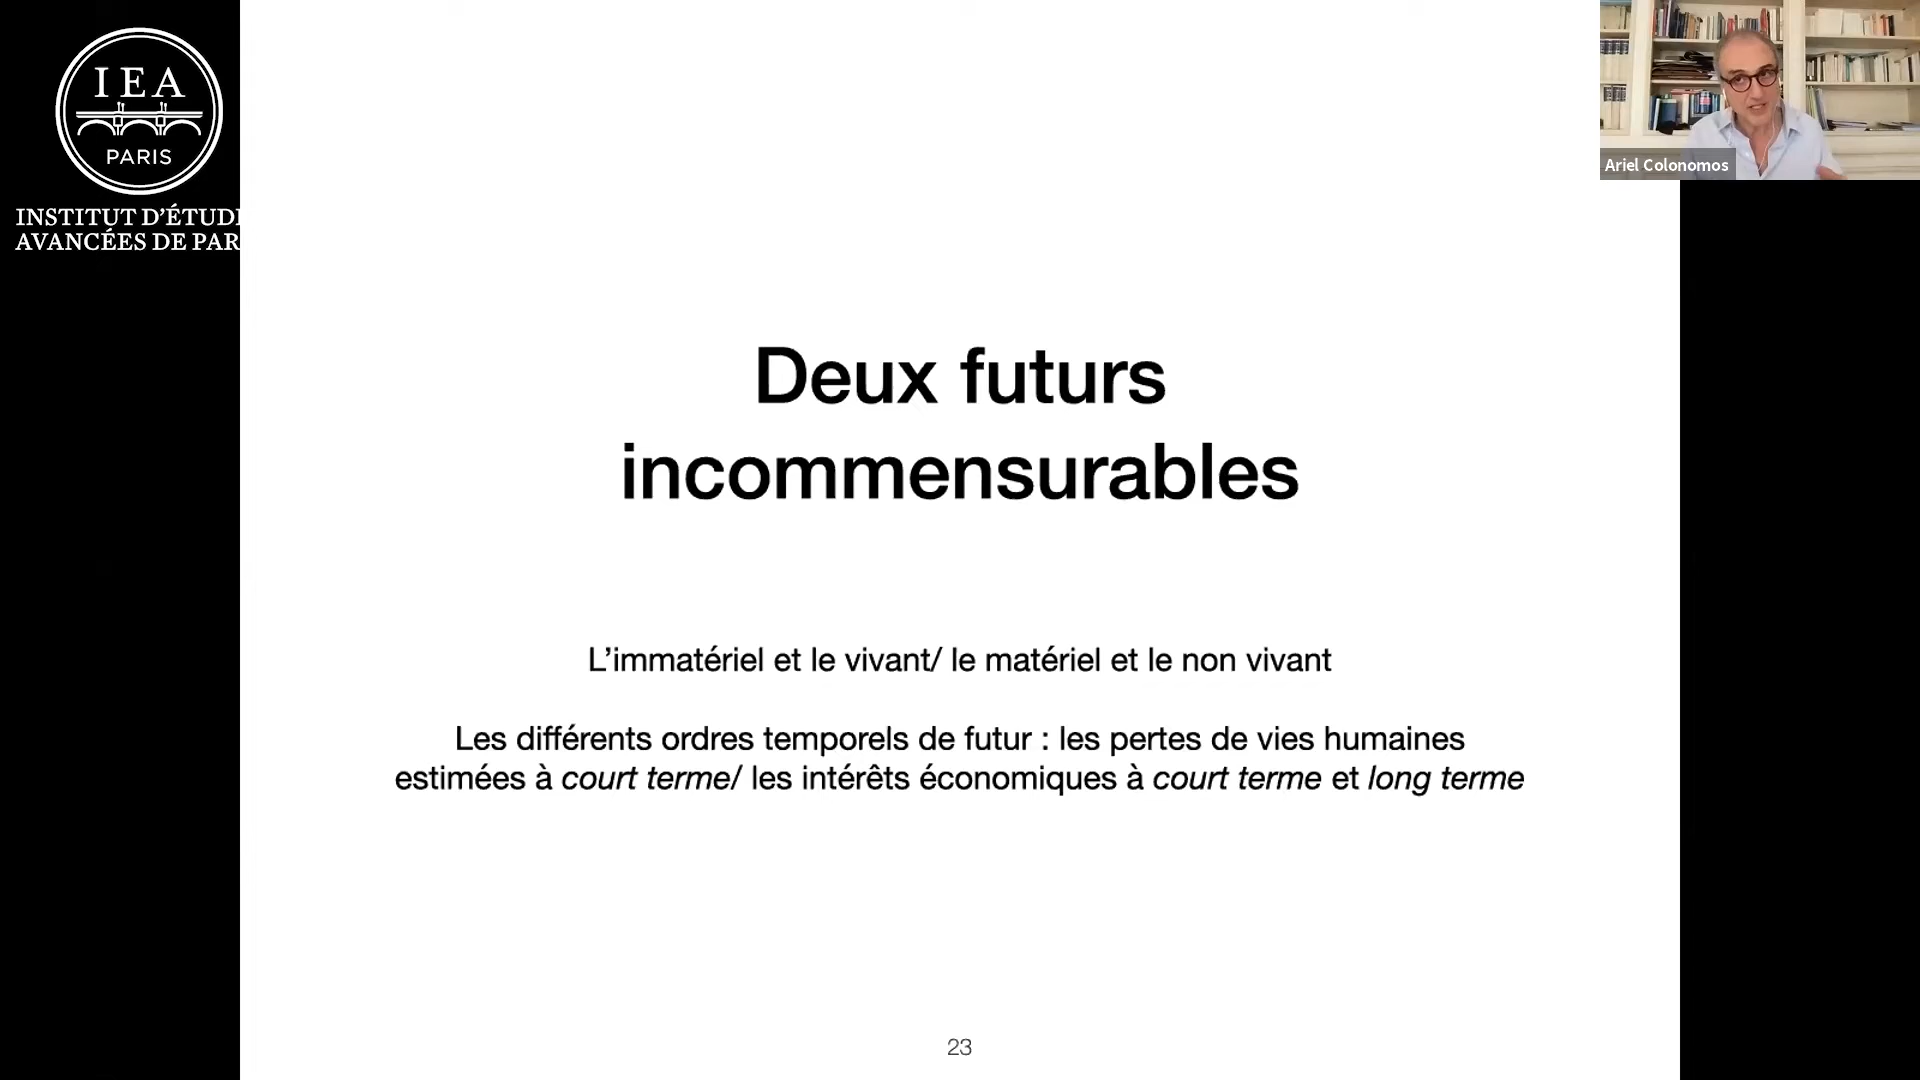 IEA
PARIS
INSTITUT D'ÉTUDE
AVANCÉES DE PAR
Ariel Colonomos
Deux futurs
incommensurables
L’immatériel et le vivant/ le matériel et le non vivant
Les différents ordres temporels de futur : les pertes de vies humaines
estimées à court terme/ les intérêts économiques à court terme et long terme
23